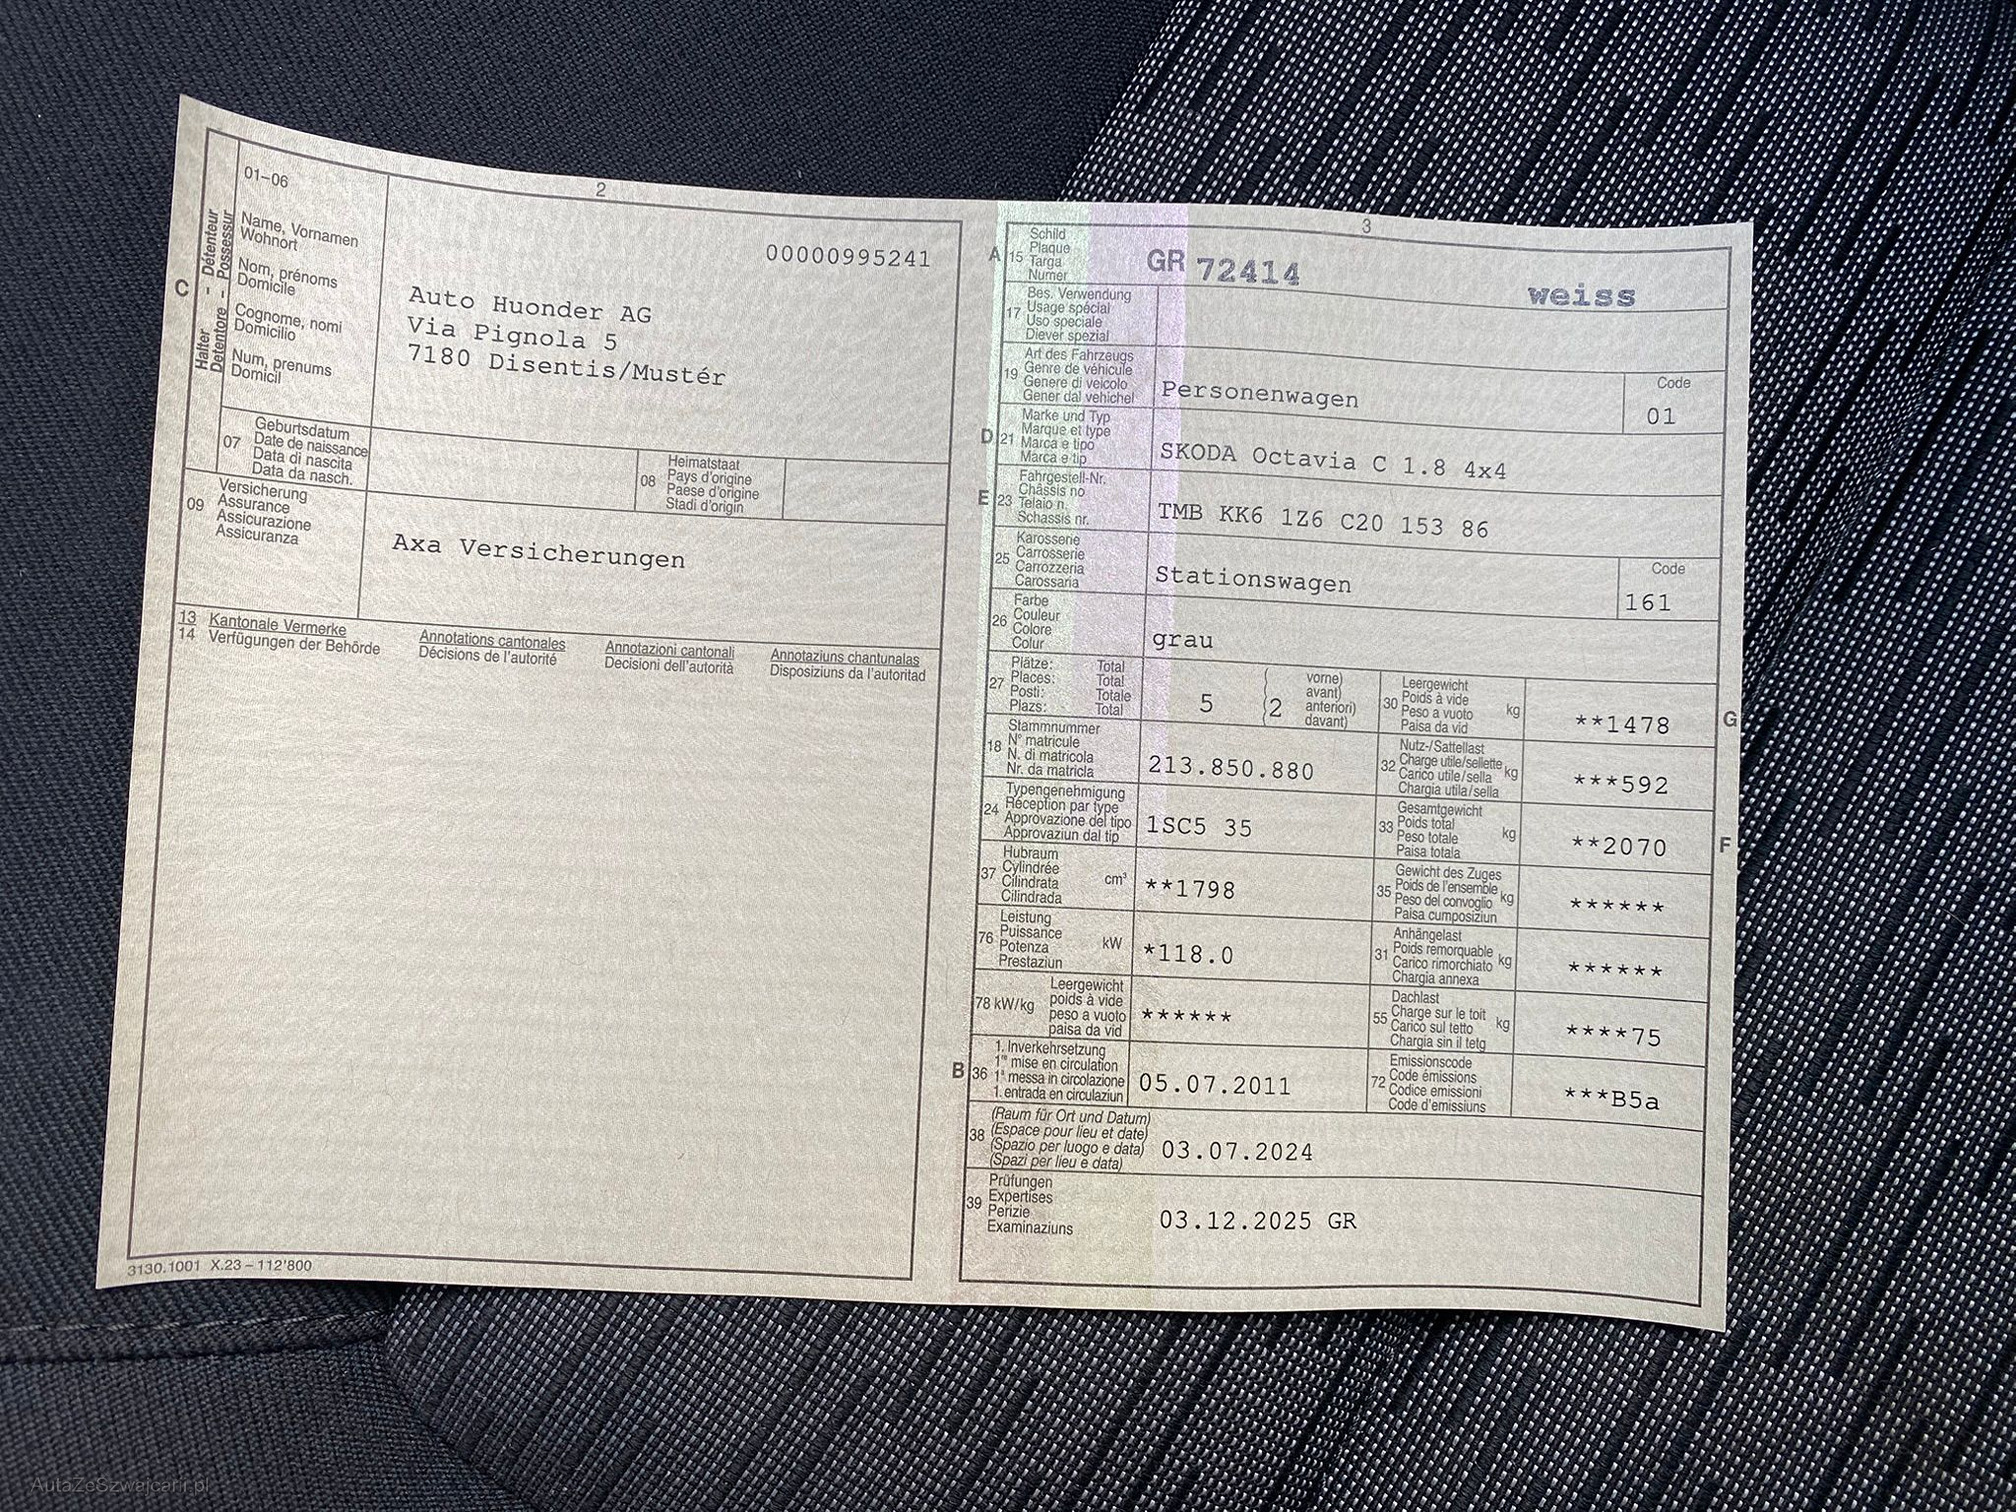 2
01–06
Name, Vornamen
Wohnort
Nom, prénoms
Domicile
Cognome, nomi
Domicilio
Num, prenums
Domicil
C
Halter – Détenteur
Detentore – Possessur
00000995241
Auto Huonder AG
Via Pignola 5
7180 Disentis/Mustér
07
Geburtsdatum
Date de naissance
Data di nascita
Data da nasch.
08
Heimatstaat
Pays d'origine
Paese d'origine
Stadi d'origin
09
Versicherung
Assurance
Assicurazione
Assicuranza
Axa Versicherungen
13 Kantonale Vermerke Annotations cantonales Annotazioni cantonali Annotaziuns chantunalas
14 Verfügungen der Behörde Décisions de l'autorité Decisioni dell'autorità Disposiziuns da l'autoritad
3130.1001 X.23 – 112'800
3
A 15
Schild
Plaque
Targa
Numer
GR 72414
weiss
17
Bes. Verwendung
Usage spécial
Uso speciale
Diever spezial
19
Art des Fahrzeugs
Genre de véhicule
Genere di veicolo
Gener dal vehichel
Personenwagen
Code
01
D 21
Marke und Typ
Marque et type
Marca e tipo
Marca e tip
SKODA Octavia C 1.8 4x4
E 23
Fahrgestell-Nr.
Châssis no
Telaio n.
Schassis nr.
TMB KK6 1Z6 C20 153 86
25
Karosserie
Carrosserie
Carrozzeria
Carossaria
Stationswagen
Code
161
26
Farbe
Couleur
Colore
Colur
grau
27
Plätze: Total
Places: Total
Posti: Totale
Plazs: Total
5
(2
vorne)
avant)
anteriori)
davant)
30
Leergewicht
Poids à vide
Peso a vuoto
Paisa da vid
kg
**1478
G
18
Stammnummer
N° matricule
N. di matricola
Nr. da matricla
213.850.880
32
Nutz-/Sattellast
Charge utile/sellette
Carico utile/sella
Chargia utila/sella
kg
***592
24
Typengenehmigung
Réception par type
Approvazione del tipo
Approvaziun dal tip
1SC5 35
33
Gesamtgewicht
Poids total
Peso totale
Paisa totala
kg
**2070
F
37
Hubraum
Cylindrée
Cilindrata
Cilindrada
cm³
**1798
35
Gewicht des Zuges
Poids de l'ensemble
Peso del convoglio
Paisa cumposiziun
kg
******
76
Leistung
Puissance
Potenza
Prestaziun
kW
*118.0
31
Anhängelast
Poids remorquable
Carico rimorchiato
Chargia annexa
kg
******
78 kW/kg
Leergewicht
poids à vide
peso a vuoto
paisa da vid
******
55
Dachlast
Charge sur le toit
Carico sul tetto
Chargia sin il tetg
kg
****75
B 36
1. Inverkehrsetzung
1re mise en circulation
1a messa in circolazione
1. entrada en circulaziun
05.07.2011
72
Emissionscode
Code émissions
Codice emissioni
Code d'emissiuns
***B5a
38
(Raum für Ort und Datum)
(Espace pour lieu et date)
(Spazio per luogo e data)
(Spazi per lieu e data)
03.07.2024
39
Prüfungen
Expertises
Perizie
Examinaziuns
03.12.2025 GR
AutaZeSzwajcarii.pl